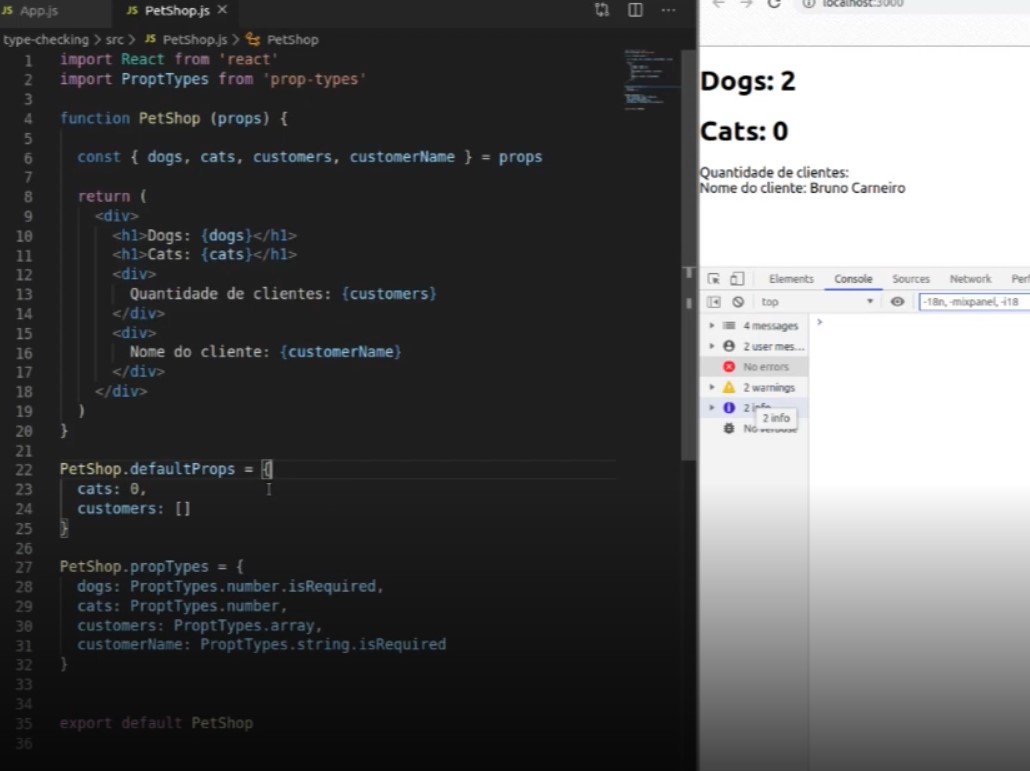 JS App.js JS PetShop.js ×
type-checking > src > JS PetShop.js > PetShop
1 import React from 'react'
2 import ProptTypes from 'prop-types'
3
4 function PetShop (props) {
5
6 const { dogs, cats, customers, customerName } = props
7
8 return (
9 <div>
10 <h1>Dogs: {dogs}</h1>
11 <h1>Cats: {cats}</h1>
12 <div>
13 Quantidade de clientes: {customers}
14 </div>
15 <div>
16 Nome do cliente: {customerName}
17 </div>
18 </div>
19 )
20 }
21
22 PetShop.defaultProps = {
23 cats: 0,
24 customers: []
25 }
26
27 PetShop.propTypes = {
28 dogs: ProptTypes.number.isRequired,
29 cats: ProptTypes.number,
30 customers: ProptTypes.array,
31 customerName: ProptTypes.string.isRequired
32 }
33
34
35 export default PetShop
36
localhost:3000
Dogs: 2
Cats: 0
Quantidade de clientes:
Nome do cliente: Bruno Carneiro
Elements Console Sources Network Perf
top -18n, -mixpanel, -i18
4 messages
2 user mes...
No errors
2 warnings
2 info
2 info
No verbose